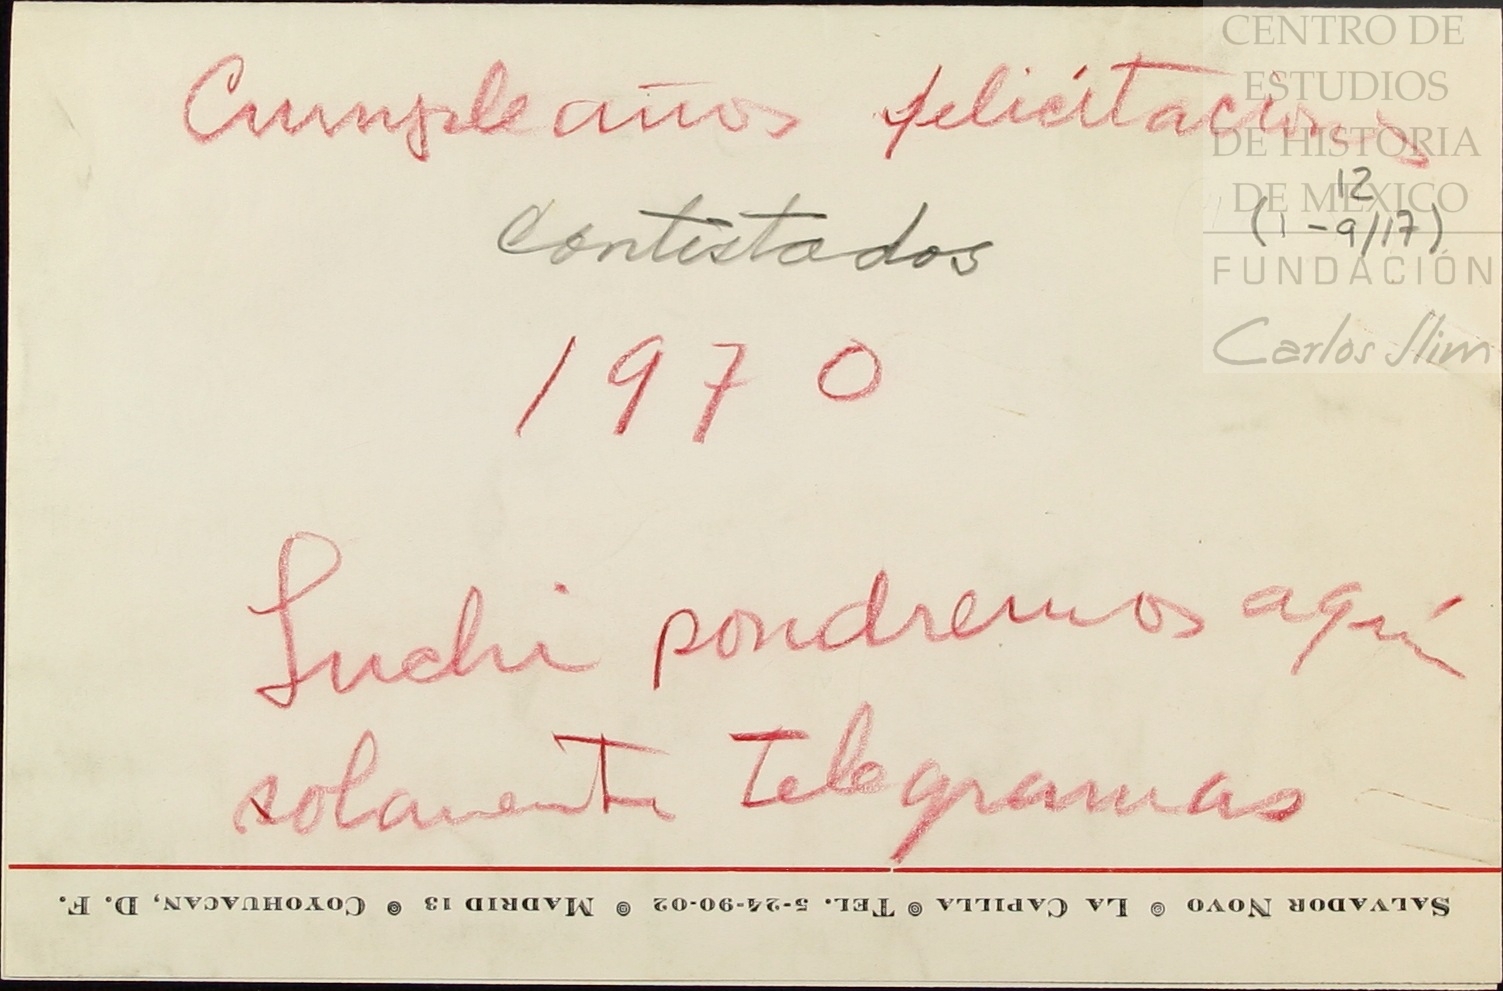 Cumpleaños felicitacions
contestados
1970
Luchi pondremos aquí
solamente telegramas
SALVADOR NOVO ⊚ LA CAPILLA ⊚ TEL. 5-24-90-02 ⊚ MADRID 13 ⊚ COYOHUACAN, D. F.
CENTRO DE
ESTUDIOS
DE HISTORIA
DE MÉXICO
12
(1-9/17)
FUNDACIÓN
Carlos Slim